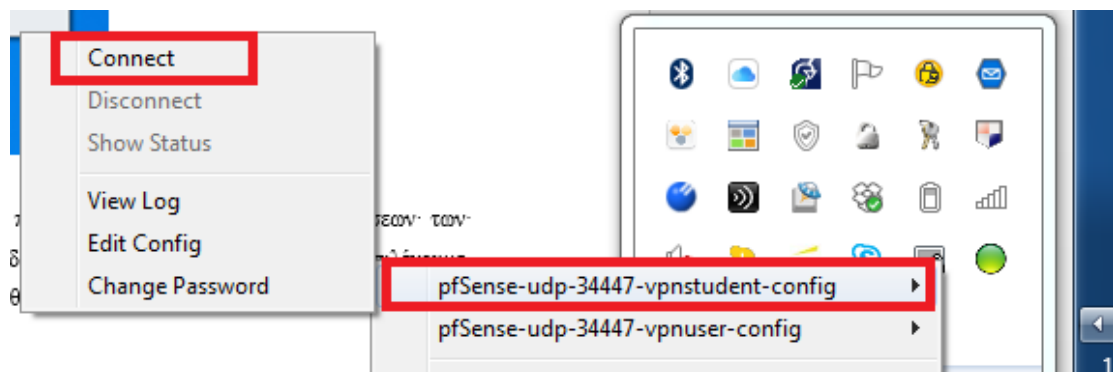 Connect
Disconnect
Show Status
View Log
Edit Config
Change Password
των·
pfSense-udp-34447-vpnstudent-config
pfSense-udp-34447-vpnuser-config